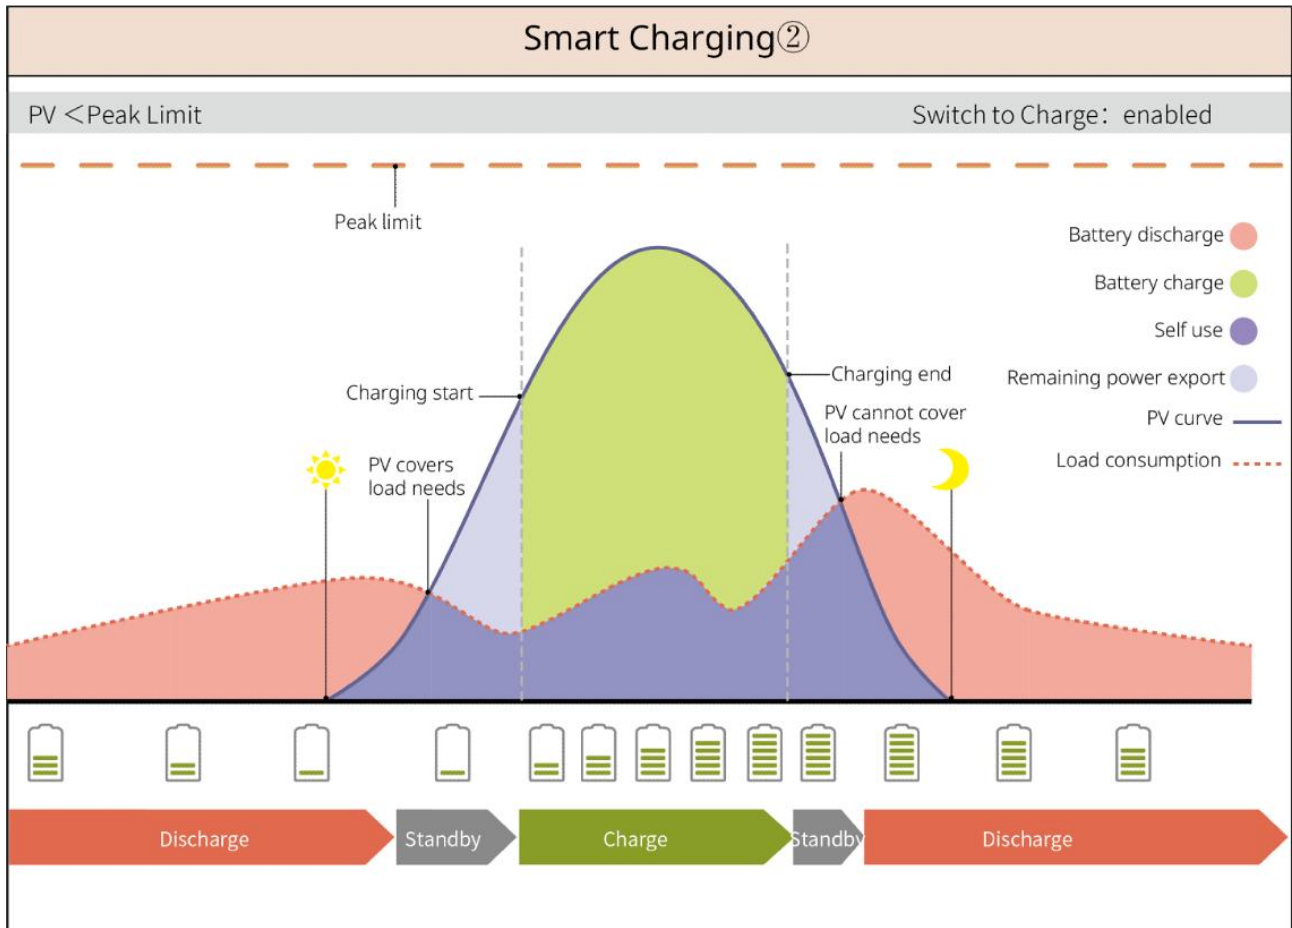 Smart Charging②
PV ＜Peak Limit
Switch to Charge：enabled
Peak limit
Battery discharge
Battery charge
Self use
Remaining power export
PV curve
Load consumption
Charging start
Charging end
PV covers
load needs
PV cannot cover
load needs
Discharge
Standby
Charge
Standby
Discharge